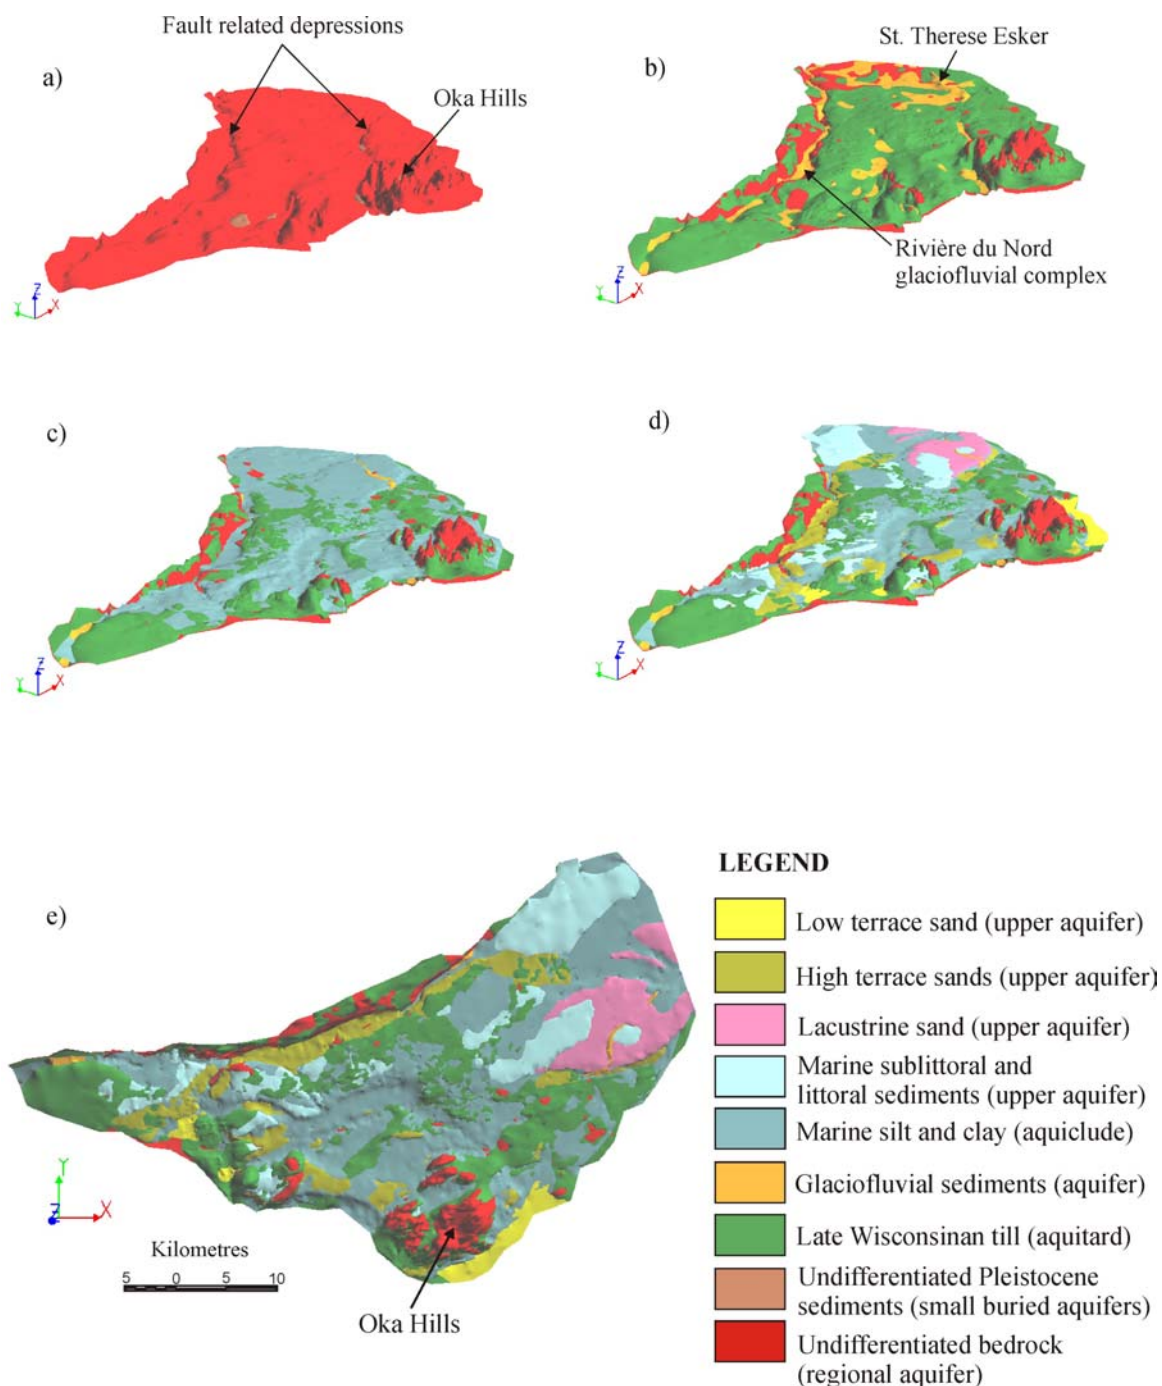 Fault related depressions
a)
Oka Hills
Z
Y
X
St. Therese Esker
b)
Rivière du Nord
glaciofluvial complex
Z
Y
X
c)
Z
Y
X
d)
Z
Y
X
e)
Y
X
Z
Kilometres
5 0 5 10
Oka Hills
LEGEND
Low terrace sand (upper aquifer)
High terrace sands (upper aquifer)
Lacustrine sand (upper aquifer)
Marine sublittoral and
littoral sediments (upper aquifer)
Marine silt and clay (aquiclude)
Glaciofluvial sediments (aquifer)
Late Wisconsinan till (aquitard)
Undifferentiated Pleistocene
sediments (small buried aquifers)
Undifferentiated bedrock
(regional aquifer)